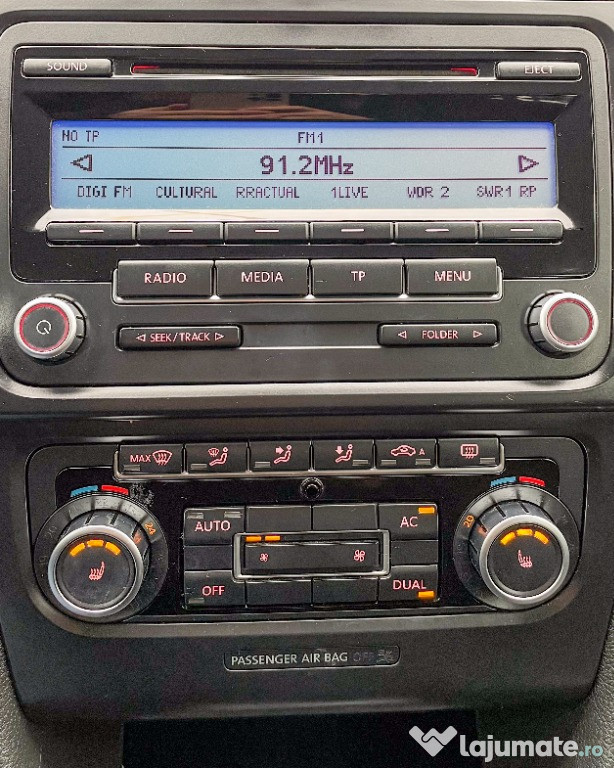 SOUND EJECT
NO TP FM1
91.2MHz
DIGI FM CULTURAL RRACTUAL 1LIVE WDR 2 SWR1 RP
RADIO MEDIA TP MENU
◁ SEEK/TRACK ▷ ◁ FOLDER ▷
MAX A
AUTO AC
OFF DUAL
PASSENGER AIR BAG OFF
lajumate.ro